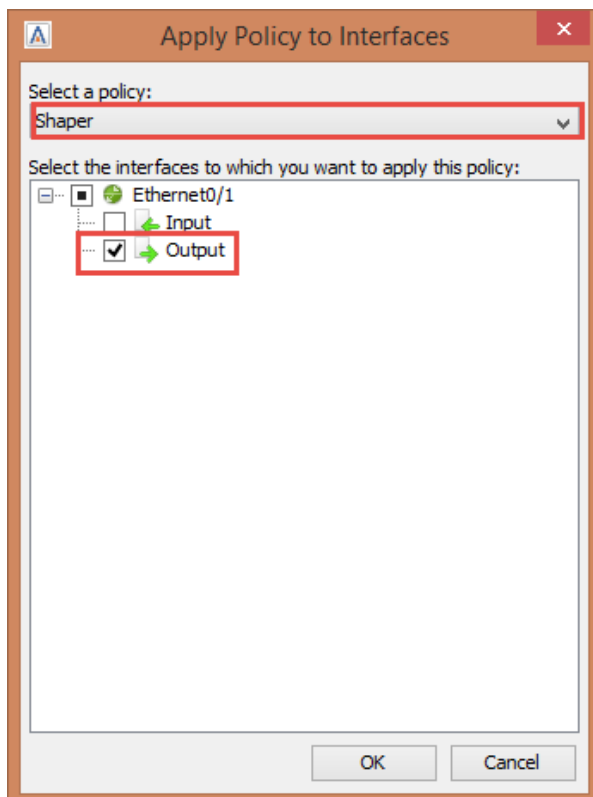 Apply Policy to Interfaces
Select a policy:
Shaper
Select the interfaces to which you want to apply this policy:
Ethernet0/1
Input
Output
OK
Cancel